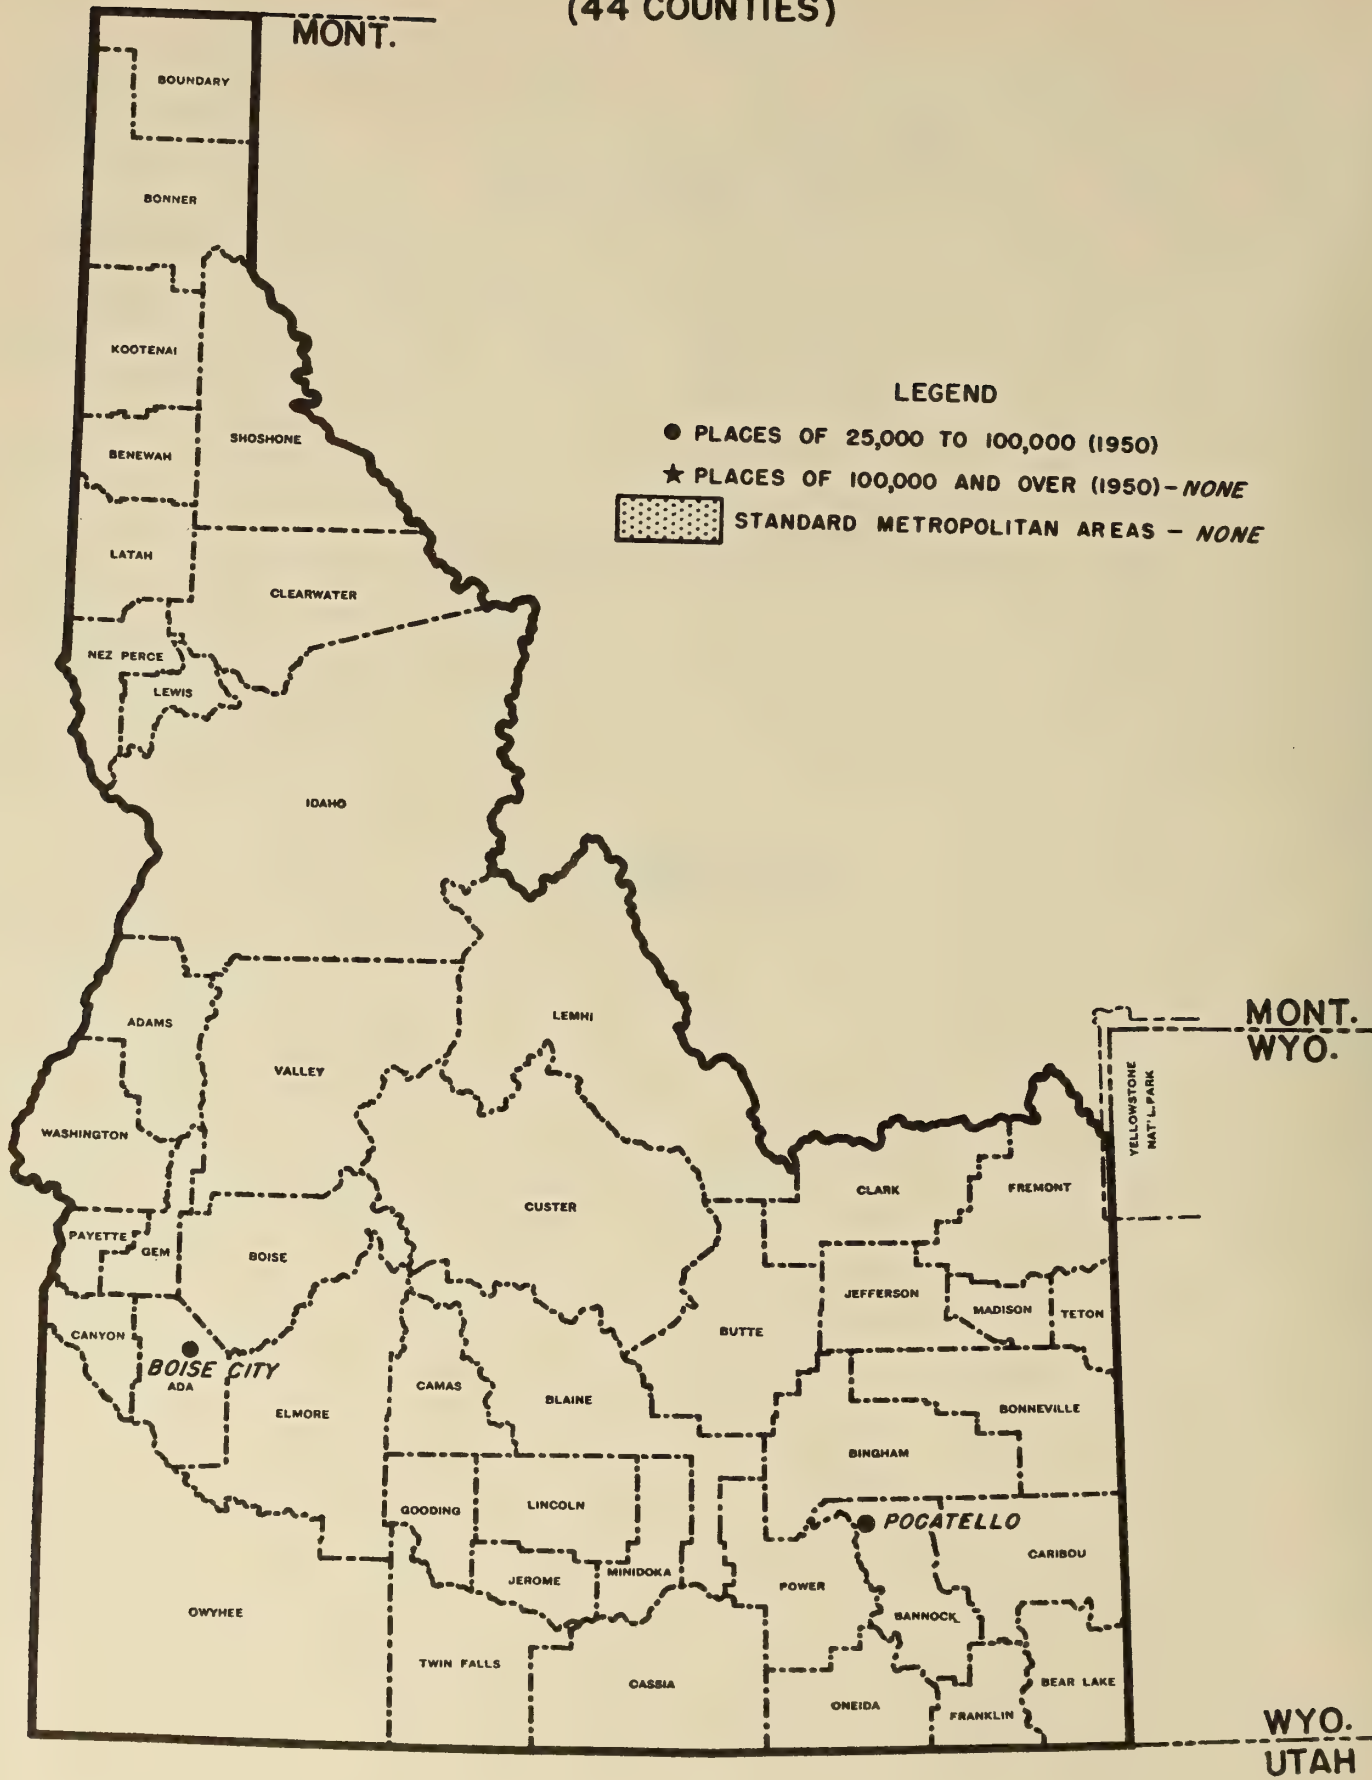 (44 COUNTIES)
MONT.
BOUNDARY
BONNER
KOOTENAI
LEGEND
● PLACES OF 25,000 TO 100,000 (1950)
★ PLACES OF 100,000 AND OVER (1950) - NONE
STANDARD METROPOLITAN AREAS - NONE
SHOSHONE
BENEWAH
LATAH
CLEARWATER
NEZ PERCE
LEWIS
IDAHO
MONT.
WYO.
LEMHI
ADAMS
VALLEY
YELLOWSTONE
NAT'L. PARK
WASHINGTON
CLARK
FREMONT
CUSTER
PAYETTE
GEM
BOISE
JEFFERSON
MADISON
TETON
CANYON
BUTTE
BOISE CITY
ADA
CAMAS
BLAINE
ELMORE
BONNEVILLE
BINGHAM
GOODING
LINCOLN
POCATELLO
CARIBOU
JEROME
MINIDOKA
POWER
OWYHEE
BANNOCK
TWIN FALLS
CASSIA
BEAR LAKE
ONEIDA
FRANKLIN
WYO.
UTAH